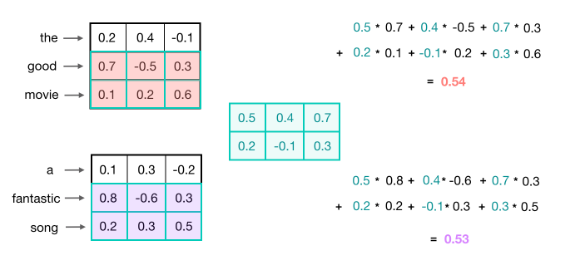 the → 0.2 0.4 -0.1
good → 0.7 -0.5 0.3
movie → 0.1 0.2 0.6
0.5 * 0.7 + 0.4 * -0.5 + 0.7 * 0.3
+ 0.2 * 0.1 + -0.1* 0.2 + 0.3 * 0.6
= 0.54
0.5 0.4 0.7
0.2 -0.1 0.3
a → 0.1 0.3 -0.2
fantastic → 0.8 -0.6 0.3
song → 0.2 0.3 0.5
0.5 * 0.8 + 0.4* -0.6 + 0.7 * 0.3
+ 0.2 * 0.2 + -0.1* 0.3 + 0.3 * 0.5
= 0.53